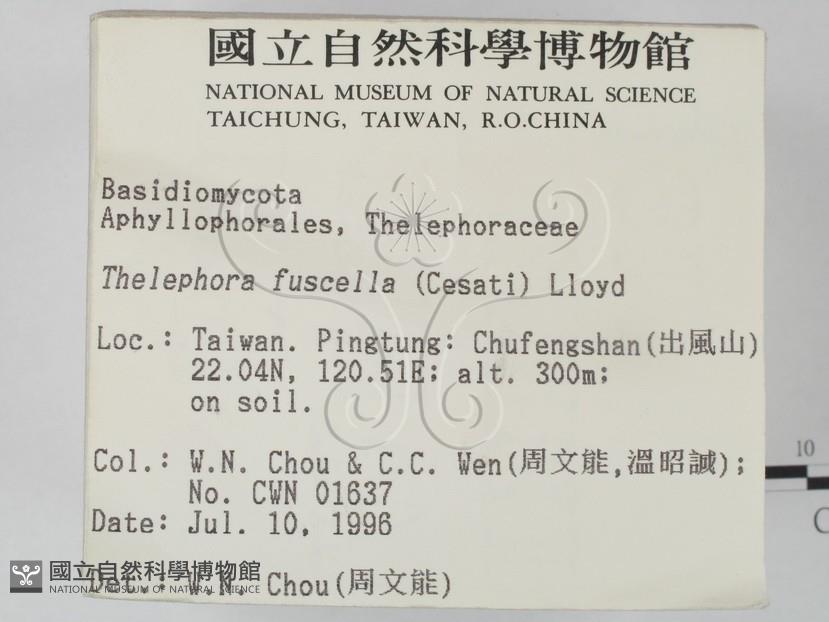 國立自然科學博物館
NATIONAL MUSEUM OF NATURAL SCIENCE
TAICHUNG, TAIWAN, R.O.CHINA
Basidiomycota
Aphyllophorales, Thelephoraceae
Thelephora fuscella (Cesati) Lloyd
Loc.: Taiwan. Pingtung: Chufengshan(出風山)
22.04N, 120.51E; alt. 300m;
on soil.
Col.: W.N. Chou & C.C. Wen(周文能,溫昭誠);
No. CWN 01637
Date: Jul. 10, 1996
Det.: W.N. Chou(周文能)
國立自然科學博物館
NATIONAL MUSEUM OF NATURAL SCIENCE
10
C